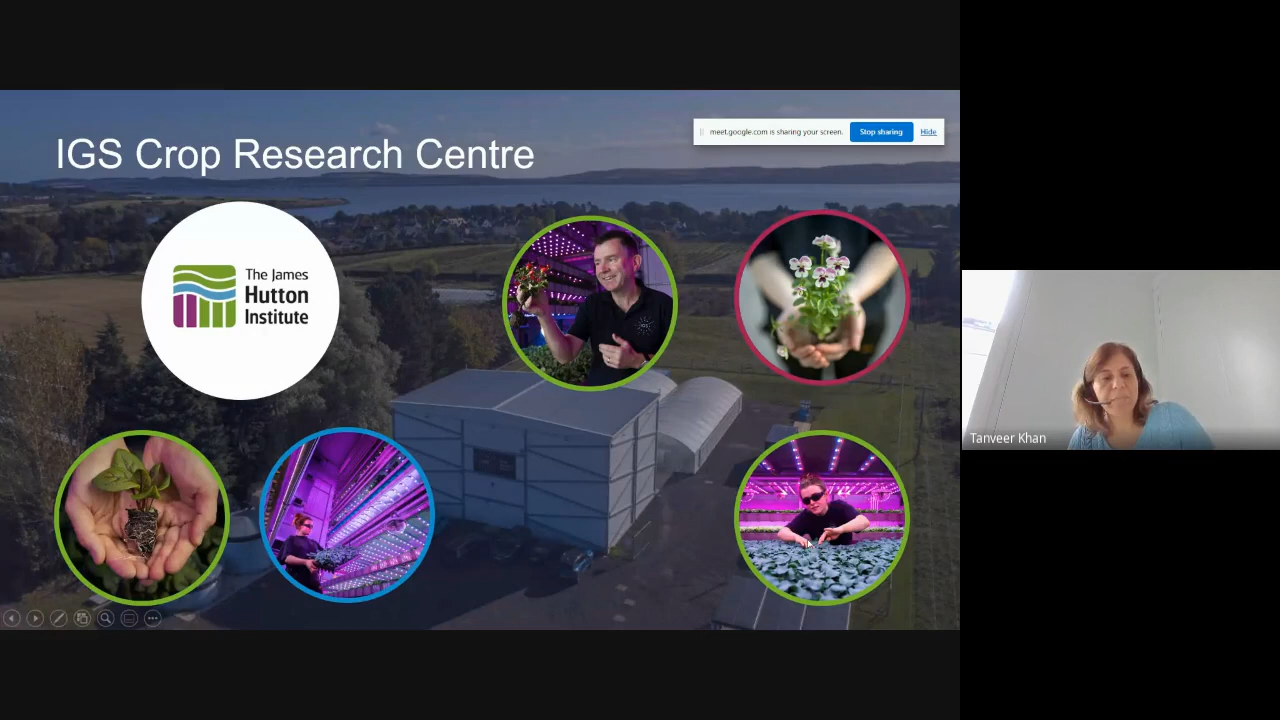 IGS Crop Research Centre
meet.google.com is sharing your screen.
Stop sharing
Hide
The James
Hutton
Institute
IGS
Tanveer Khan